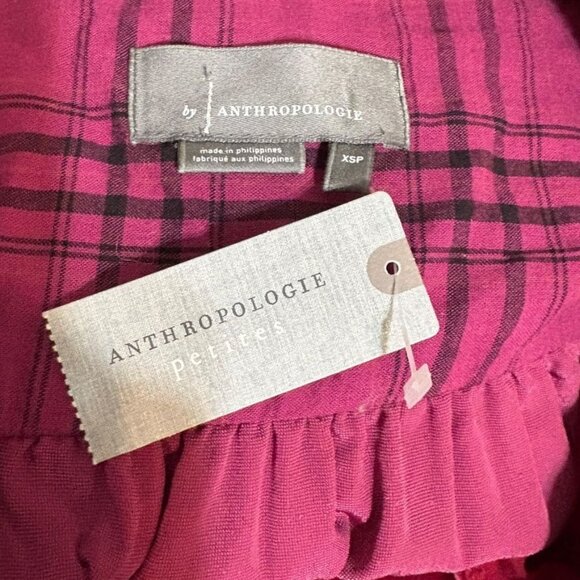 by ANTHROPOLOGIE
made in philippines
fabriqué aux philippines
XSP
ANTHROPOLOGIE
petites